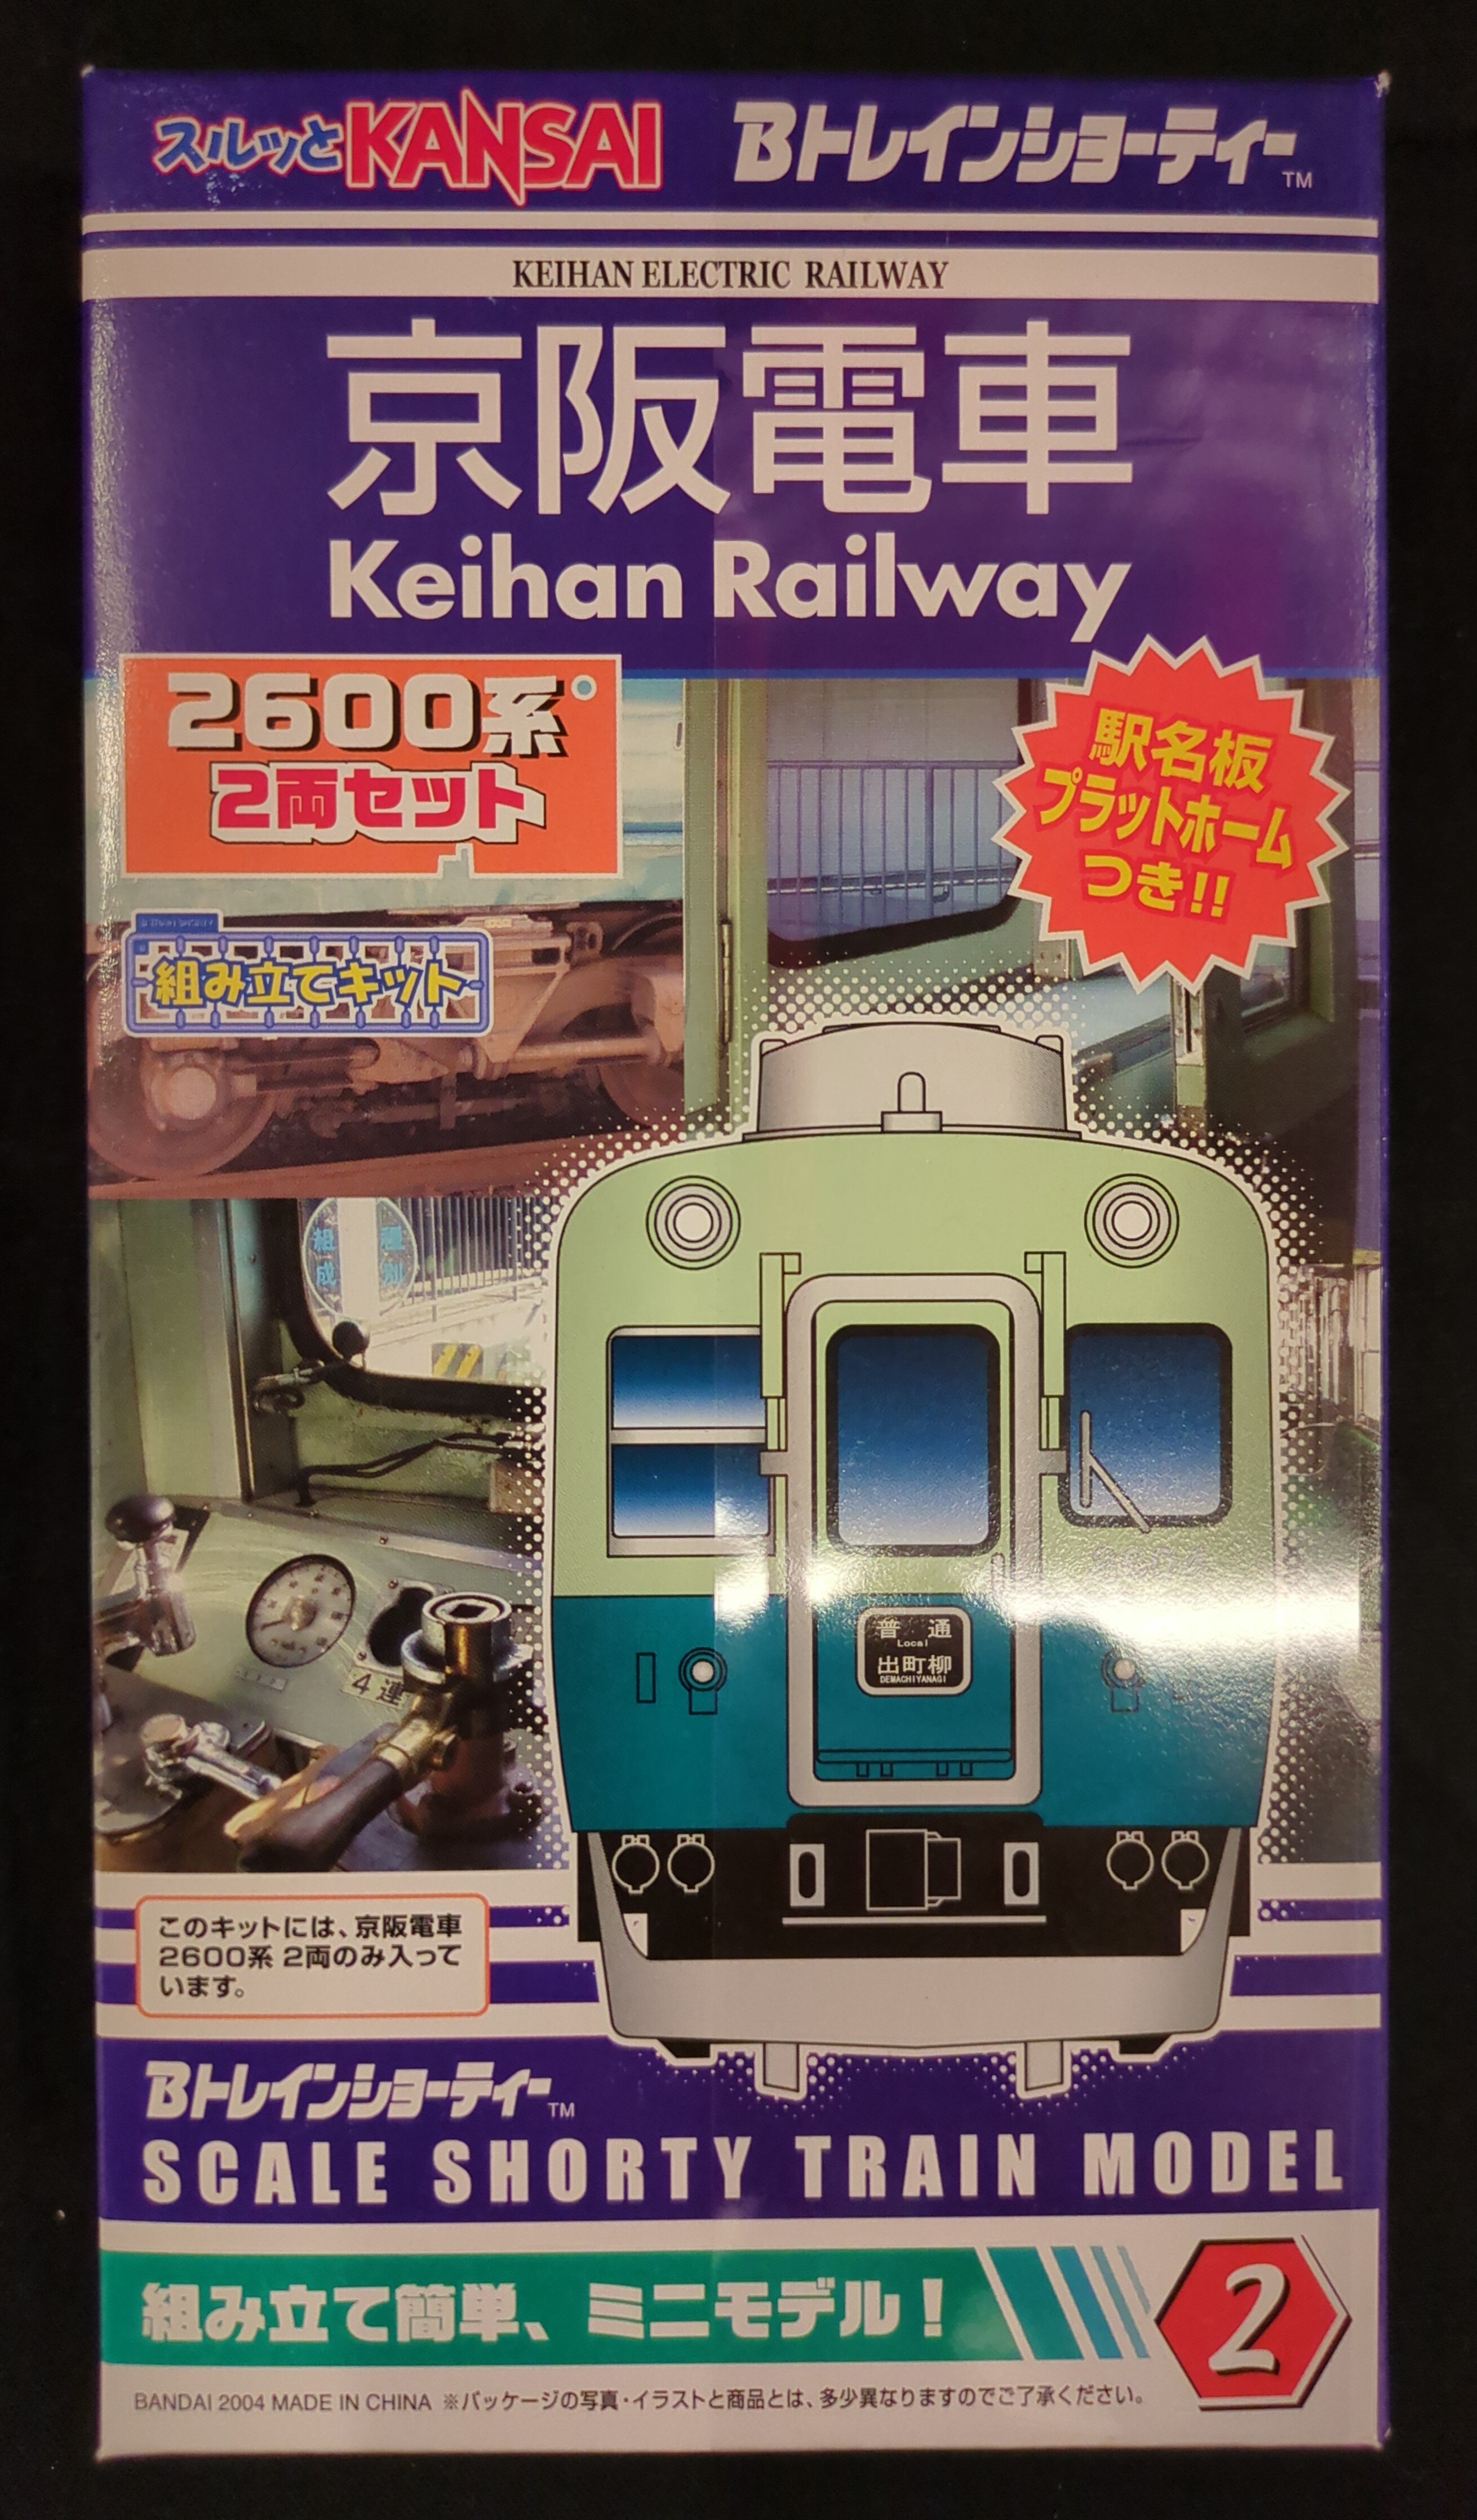 スルッとKANSAI Bトレインショーティー™
KEIHAN ELECTRIC RAILWAY
京阪電車
Keihan Railway
2600系
2両セット
駅名板
プラットホーム
つき!!
組み立てキット
組成
種別
4連
普通
Local
出町柳
DEMACHIYANAGI
このキットには、京阪電車
2600系 2両のみ入って
います。
Bトレインショーティー™
SCALE SHORTY TRAIN MODEL
組み立て簡単、ミニモデル!
2
BANDAI 2004 MADE IN CHINA ※パッケージの写真・イラストと商品とは、多少異なりますのでご了承ください。